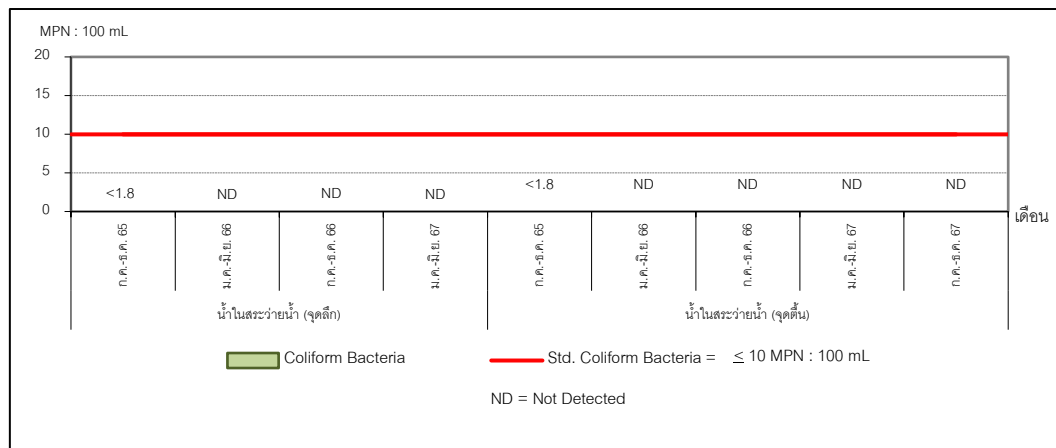 MPN : 100 mL
20
15
10
5
0
<1.8 ND ND ND <1.8 ND ND ND ND
เดือน
ก.ค.-ธ.ค. 65 ม.ค.-มิ.ย. 66 ก.ค.-ธ.ค. 66 ม.ค.-มิ.ย. 67 ก.ค.-ธ.ค. 65 ม.ค.-มิ.ย. 66 ก.ค.-ธ.ค. 66 ม.ค.-มิ.ย. 67 ก.ค.-ธ.ค. 67
น้ำในสระว่ายน้ำ (จุดลึก) น้ำในสระว่ายน้ำ (จุดตื้น)
Coliform Bacteria Std. Coliform Bacteria = ≤ 10 MPN : 100 mL
ND = Not Detected